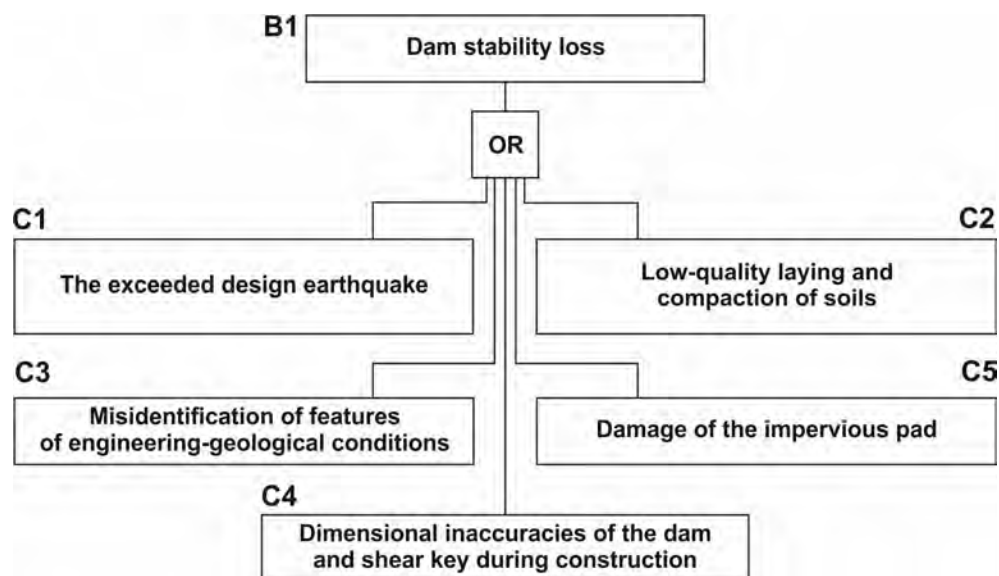 B1
Dam stability loss
OR
C1
The exceeded design earthquake
C2
Low-quality laying and
compaction of soils
C3
Misidentification of features
of engineering-geological conditions
C5
Damage of the impervious pad
C4
Dimensional inaccuracies of the dam
and shear key during construction